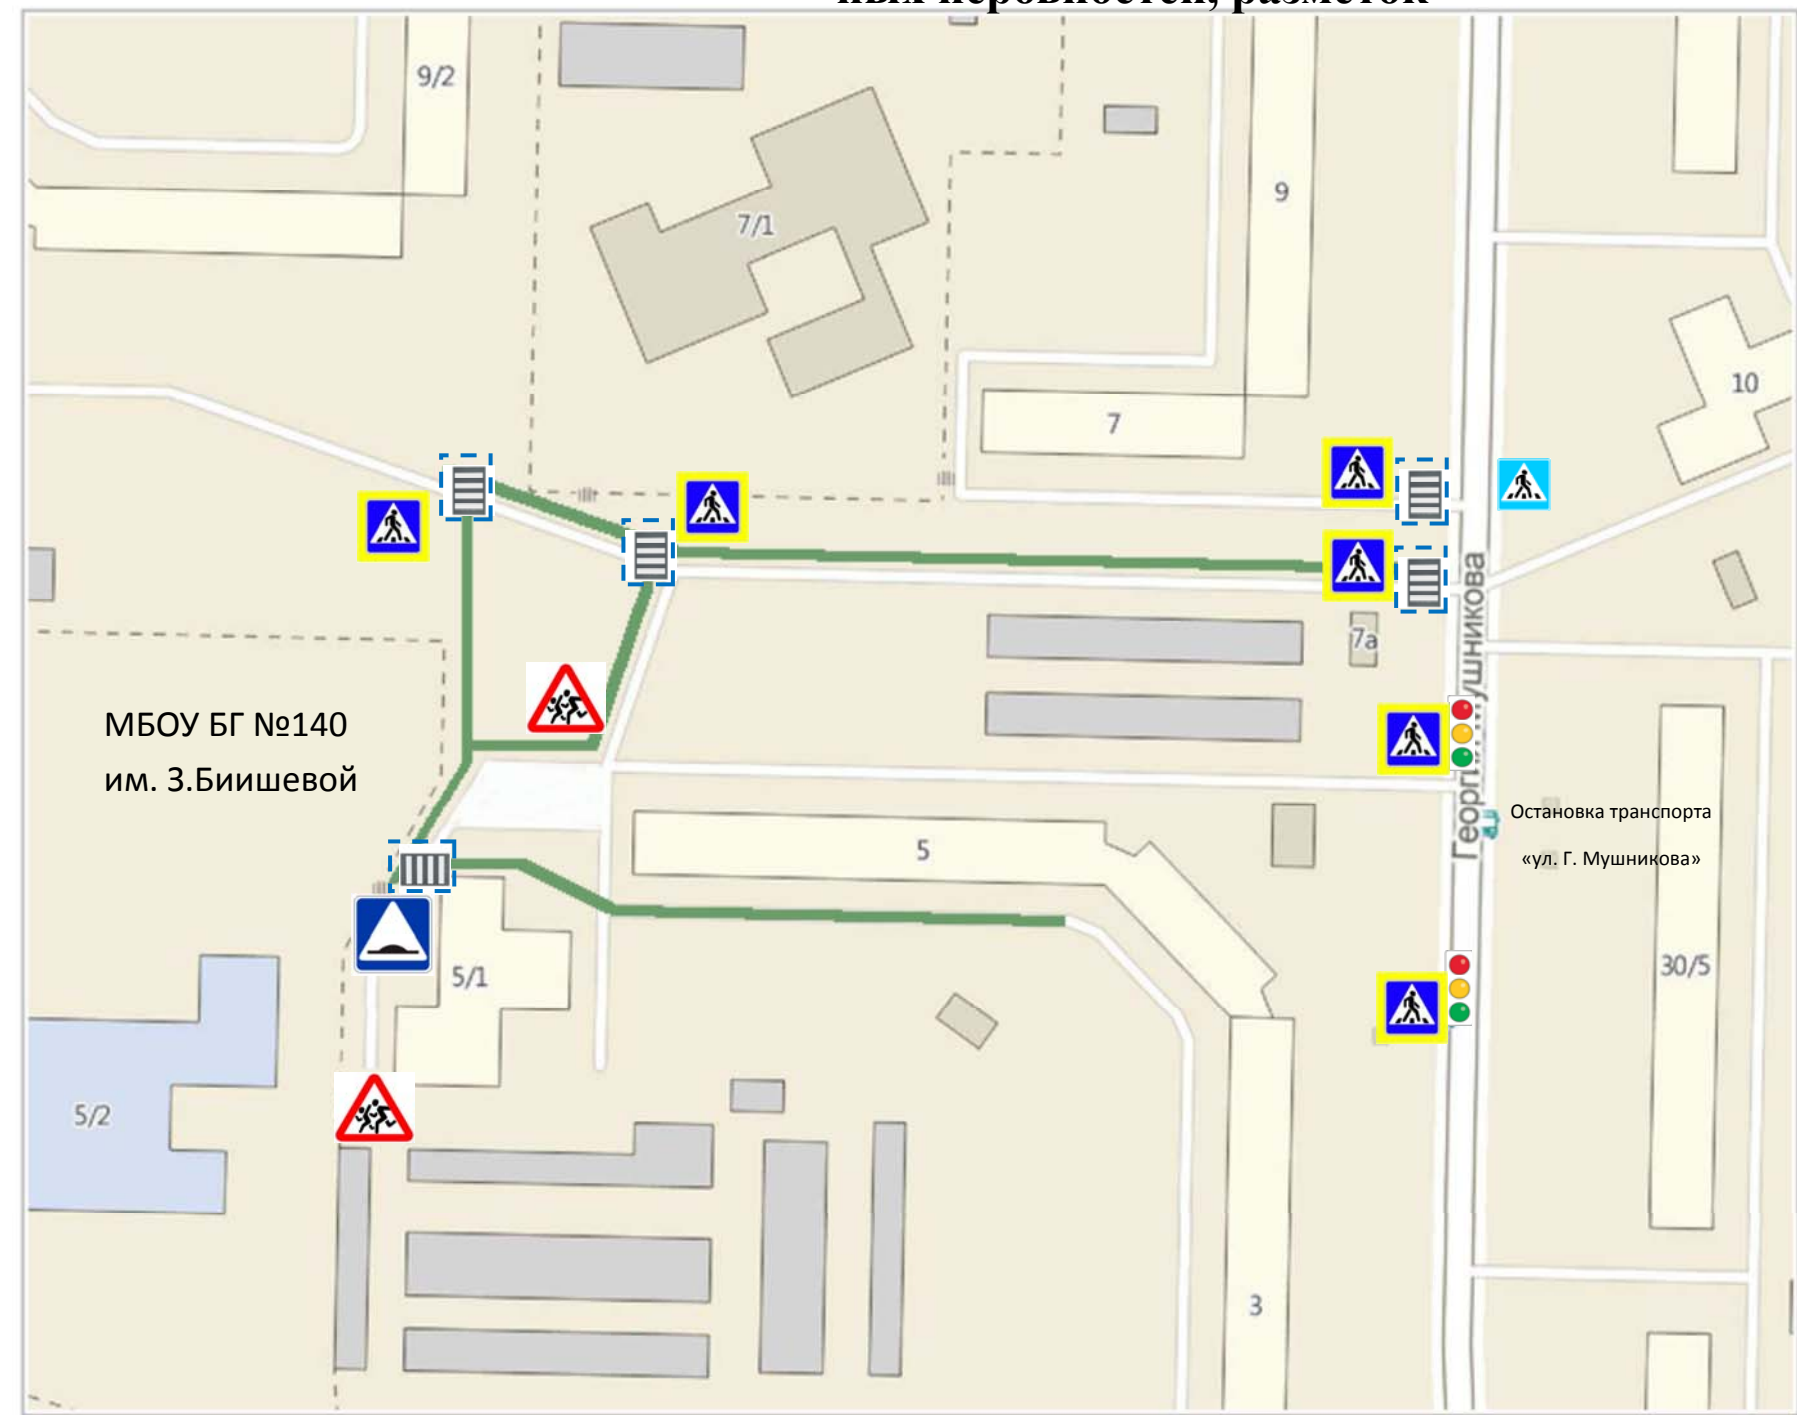 9/2
7/1
9
7
10
7а
МБОУ БГ №140
им. З.Биишевой
Остановка транспорта
«ул. Г. Мушникова»
5
5/1
30/5
5/2
3